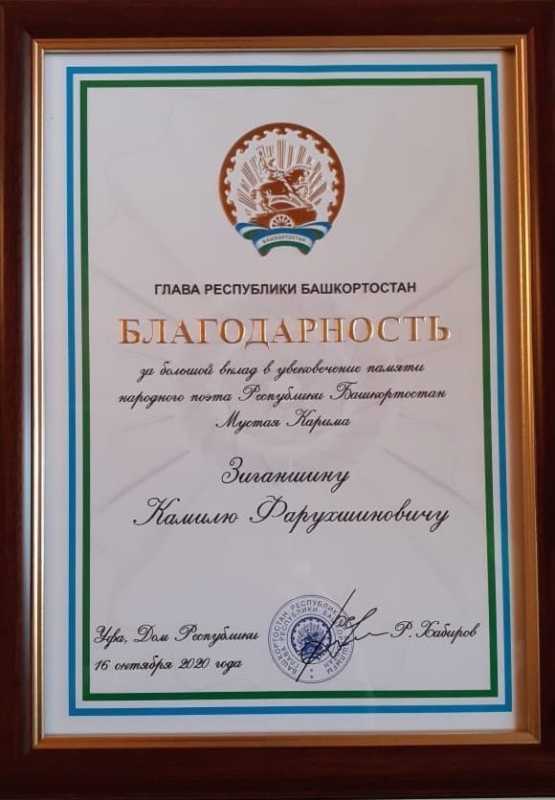 БАШКОРТОСТАН
ГЛАВА РЕСПУБЛИКИ БАШКОРТОСТАН
БЛАГОДАРНОСТЬ
за большой вклад в увековечение памяти
народного поэта Республики Башкортостан
Мустая Карима
Зиганшину
Камилю Фарухшиновичу
Уфа, Дом Республики
Р. Хабиров
16 октября 2020 года